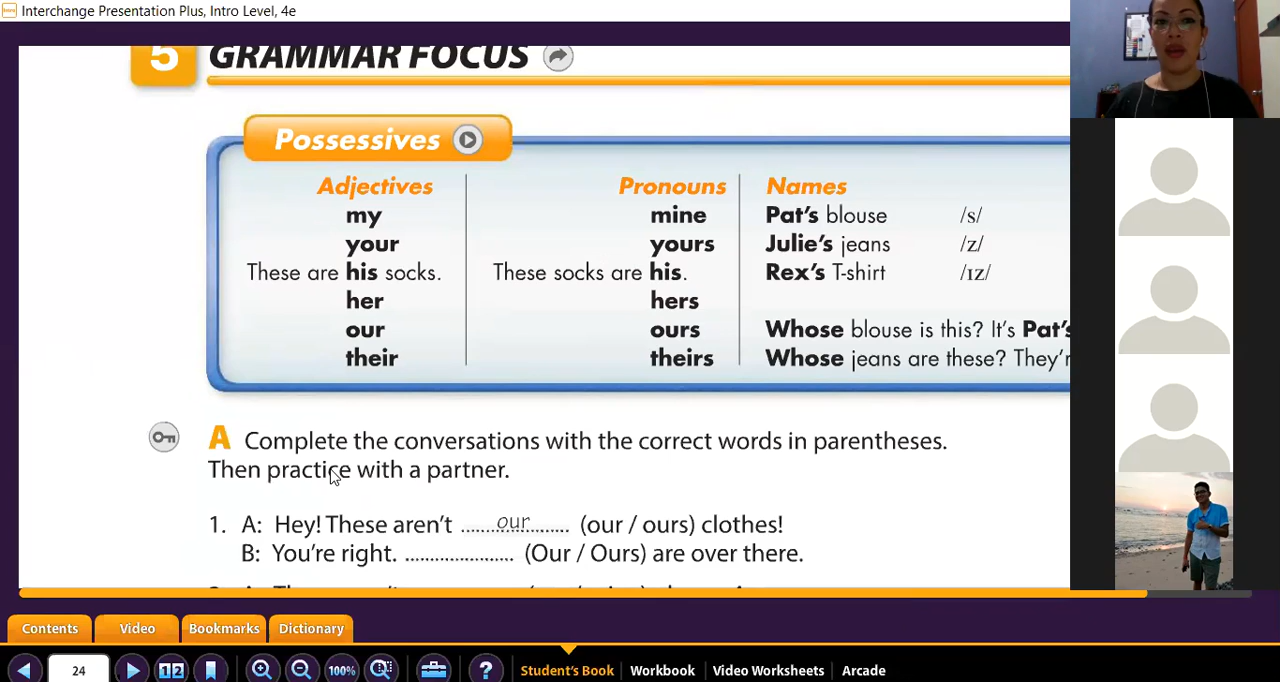 Interchange Presentation Plus, Intro Level, 4e
5 GRAMMAR FOCUS
Possessives
Adjectives Pronouns Names
my mine Pat's blouse /s/
your yours Julie's jeans /z/
These are his socks. These socks are his. Rex's T-shirt /ɪz/
her hers
our ours Whose blouse is this? It's Pat's
their theirs Whose jeans are these?
A Complete the conversations with the correct words in parentheses.
Then practice with a partner.
1. A: Hey! These aren't ......our....... (our / ours) clothes!
B: You're right. ..................... (Our / Ours) are over there.
Contents Video Bookmarks Dictionary
24 1 2 100% ? Student's Book Workbook Video Worksheets Arcade